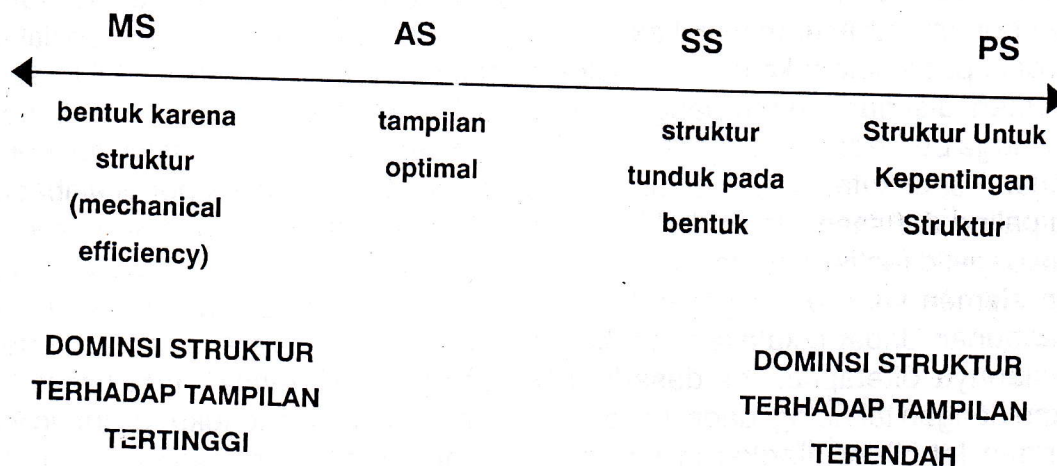 MS AS SS PS
bentuk karena
struktur
(mechanical
efficiency)
tampilan
optimal
struktur
tunduk pada
bentuk
Struktur Untuk
Kepentingan
Struktur
DOMINSI STRUKTUR
TERHADAP TAMPILAN
TERTINGGI
DOMINSI STRUKTUR
TERHADAP TAMPILAN
TERENDAH